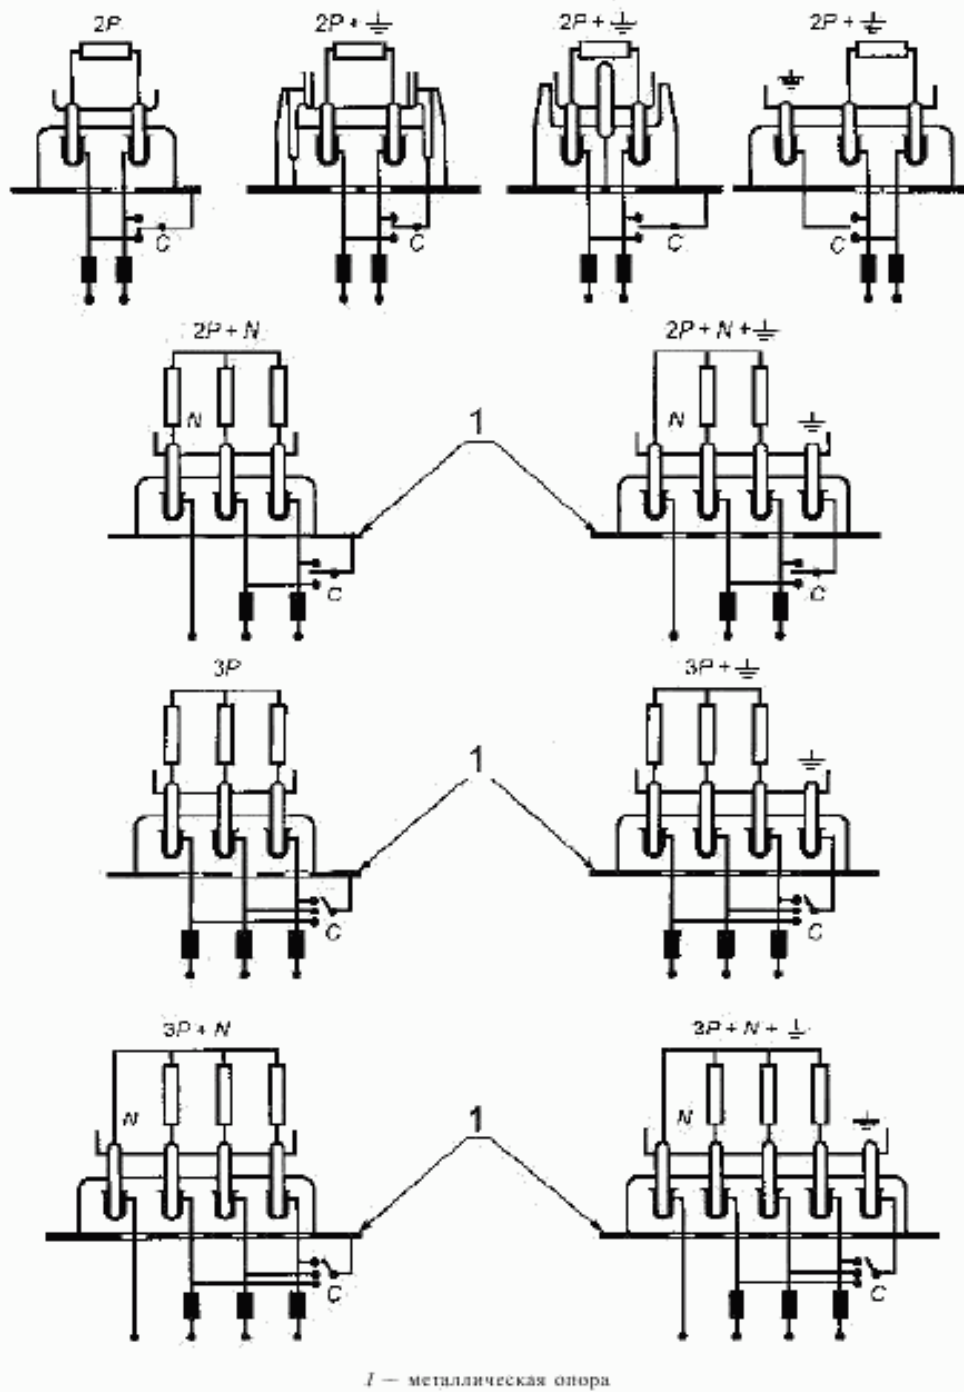 2P 2P + ⏚ 2P + ⏚ 2P + ⏚
⏚
C C C C
2P + N 2P + N + ⏚
1
N N ⏚
C C
3P 3P + ⏚
1
⏚
C C
3P + N 3P + N + ⏚
1
N N ⏚
C C
1 — металлическая опора